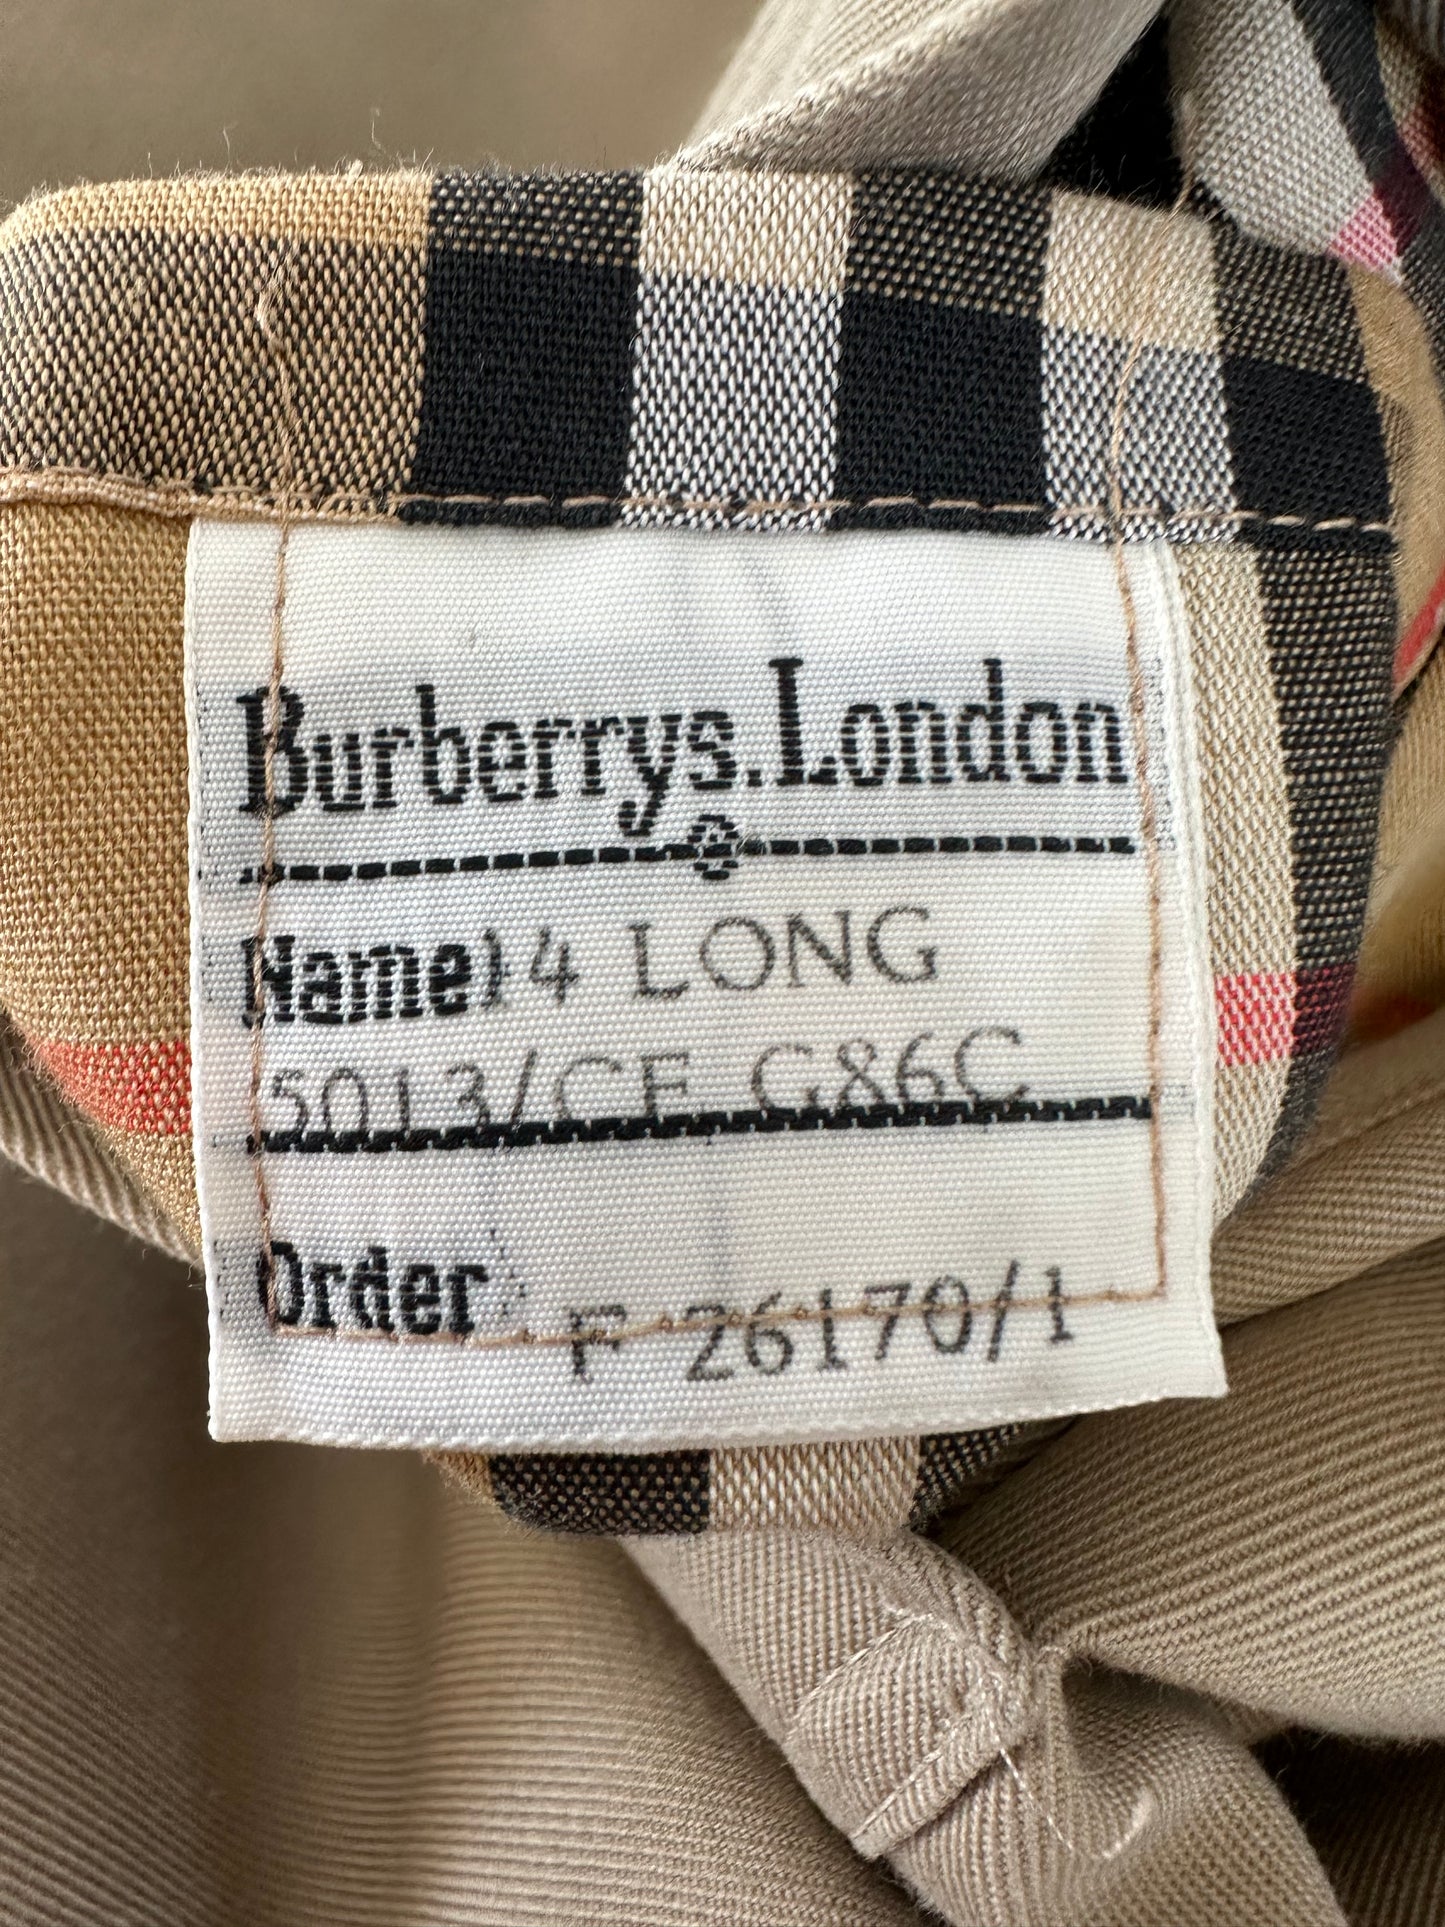 Burberrys.London
Name 14 LONG
5013/CF G86C
Order F 26170/1